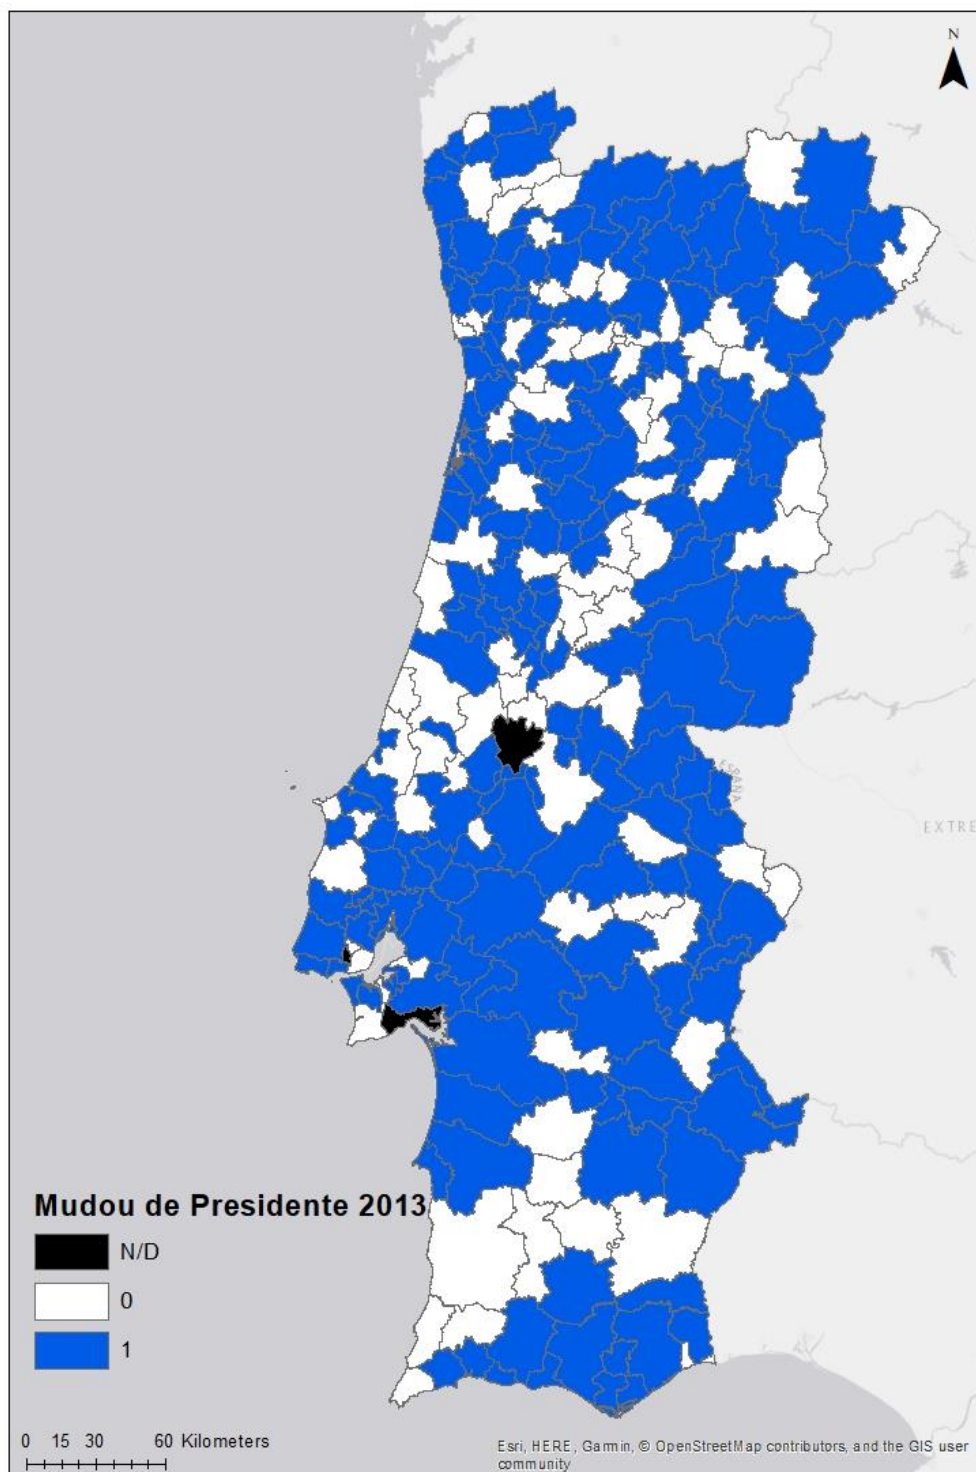 N
ESPAÑA
EXTRE
Mudou de Presidente 2013
N/D
0
1
0 15 30 60 Kilometers
Esri, HERE, Garmin, © OpenStreetMap contributors, and the GIS user
community